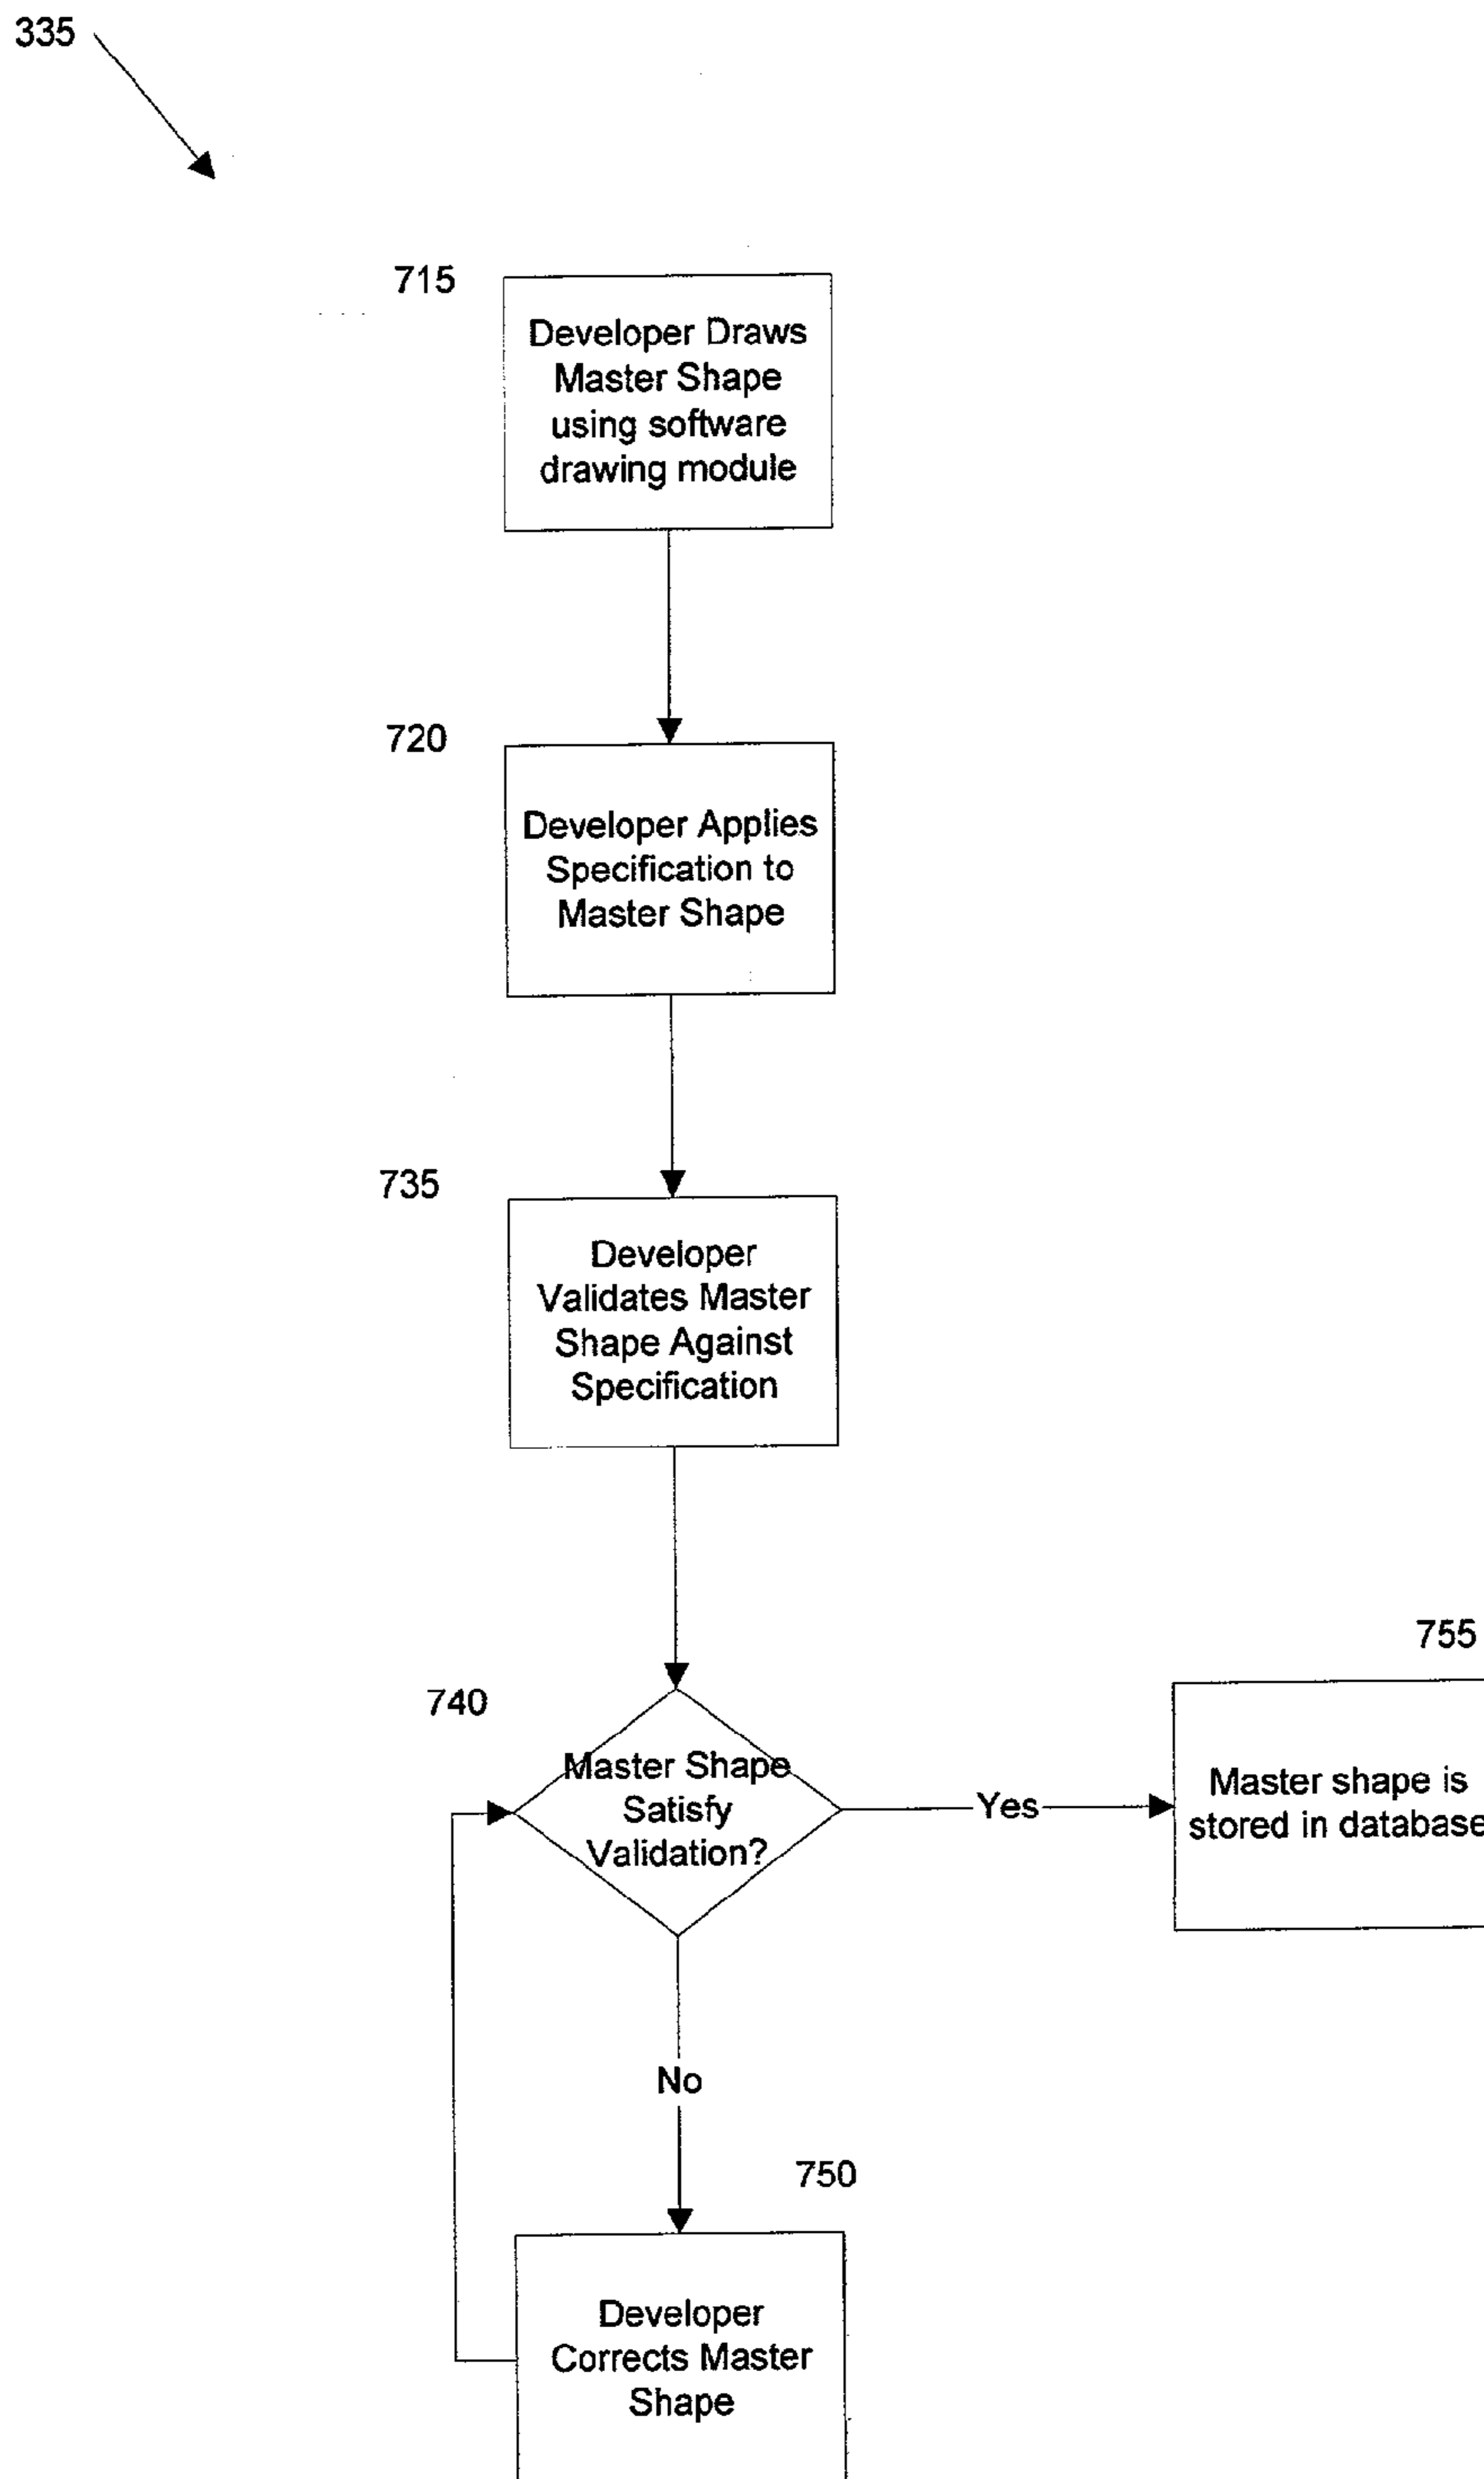 335
715
Developer Draws
Master Shape
using software
drawing module
720
Developer Applies
Specification to
Master Shape
735
Developer
Validates Master
Shape Against
Specification
740
Master Shape
Satisfy
Validation?
Yes
755
Master shape is
stored in database
No
750
Developer
Corrects Master
Shape